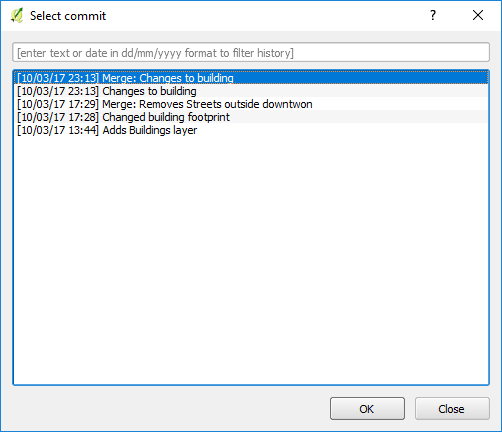 Select commit
?
[enter text or date in dd/mm/yyyy format to filter history]
[10/03/17 23:13] Merge: Changes to building
[10/03/17 23:13] Changes to building
[10/03/17 17:29] Merge: Removes Streets outside downtwon
[10/03/17 17:28] Changed building footprint
[10/03/17 13:44] Adds Buildings layer
OK
Close